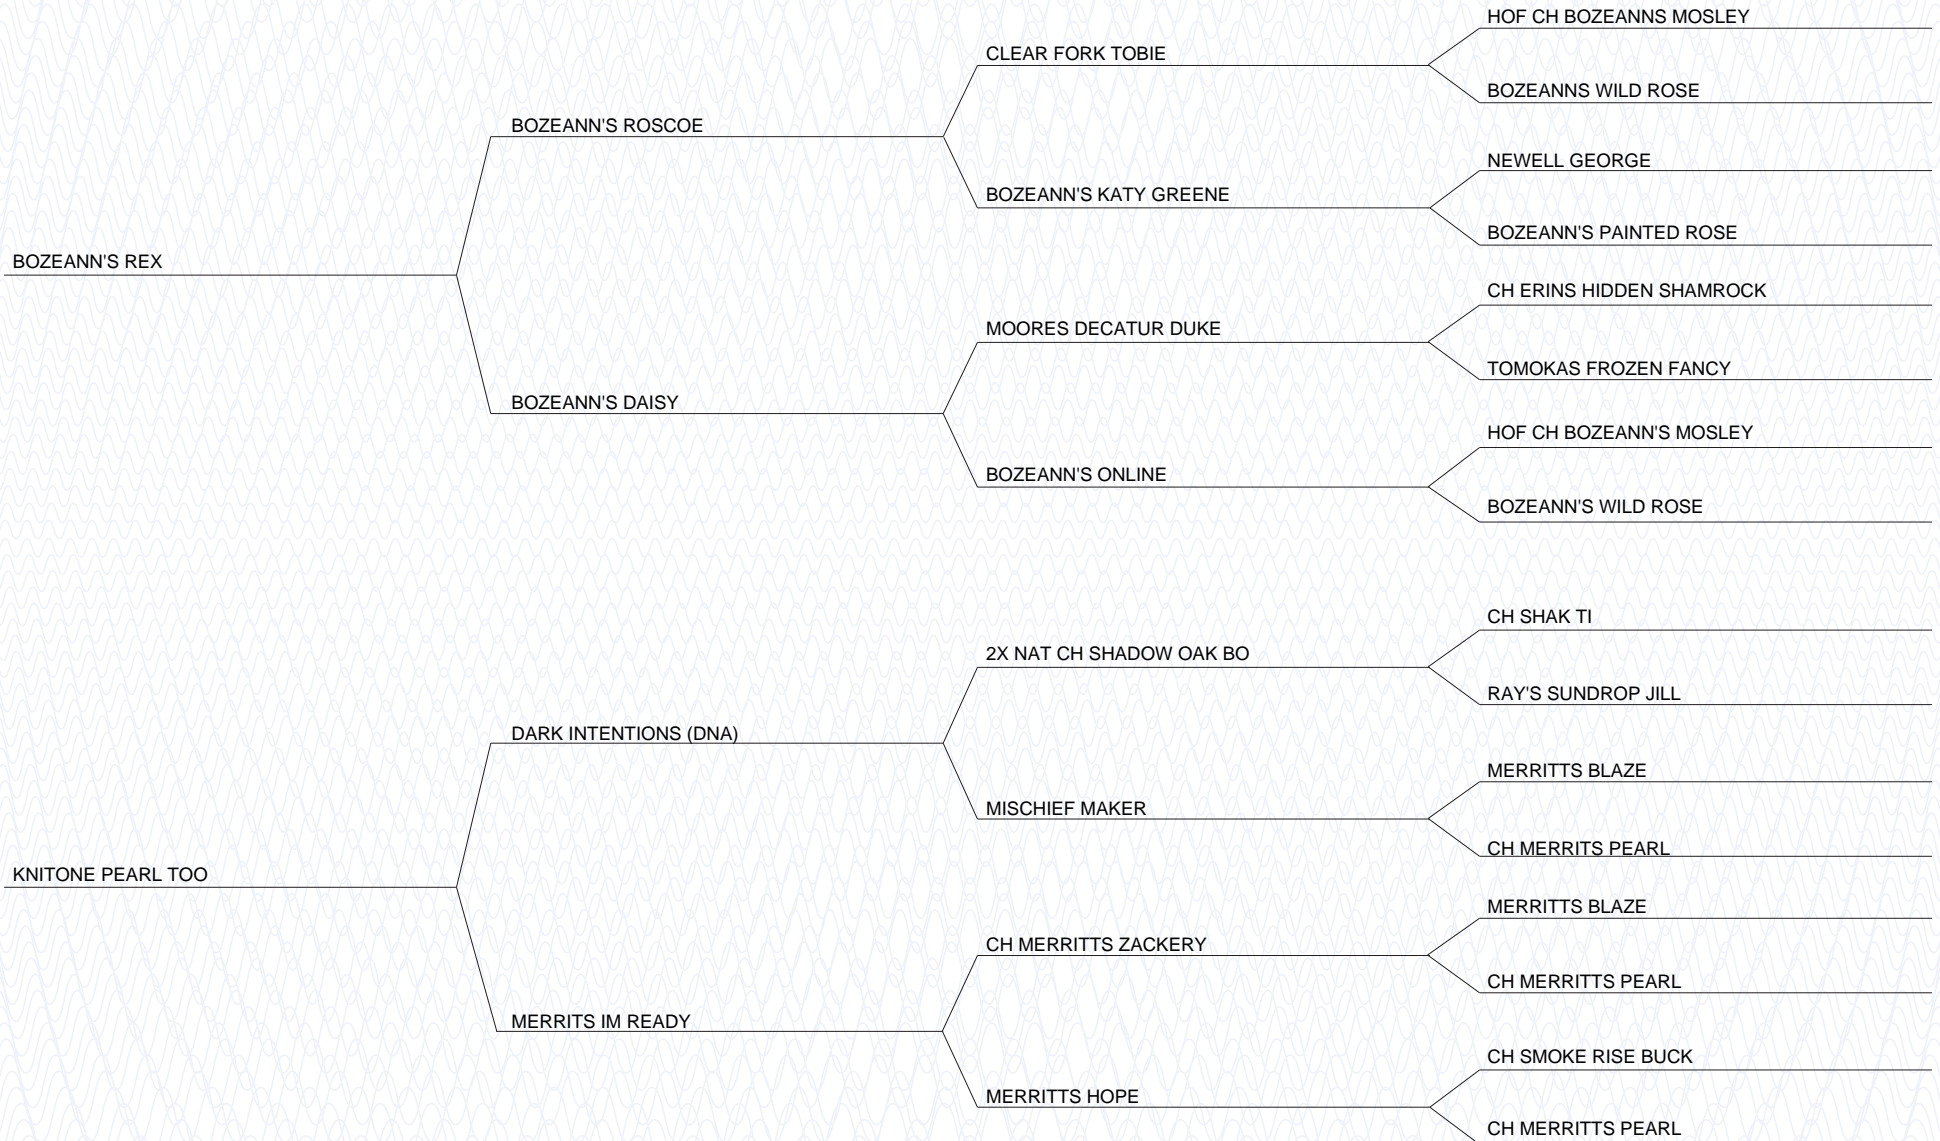 HOF CH BOZEANNS MOSLEY
CLEAR FORK TOBIE
BOZEANNS WILD ROSE
BOZEANN'S ROSCOE
NEWELL GEORGE
BOZEANN'S KATY GREENE
BOZEANN'S PAINTED ROSE
BOZEANN'S REX
CH ERINS HIDDEN SHAMROCK
MOORES DECATUR DUKE
TOMOKAS FROZEN FANCY
BOZEANN'S DAISY
HOF CH BOZEANN'S MOSLEY
BOZEANN'S ONLINE
BOZEANN'S WILD ROSE
CH SHAK TI
2X NAT CH SHADOW OAK BO
RAY'S SUNDROP JILL
DARK INTENTIONS (DNA)
MERRITTS BLAZE
MISCHIEF MAKER
CH MERRITS PEARL
KNITONE PEARL TOO
MERRITTS BLAZE
CH MERRITTS ZACKERY
CH MERRITTS PEARL
MERRITS IM READY
CH SMOKE RISE BUCK
MERRITTS HOPE
CH MERRITTS PEARL